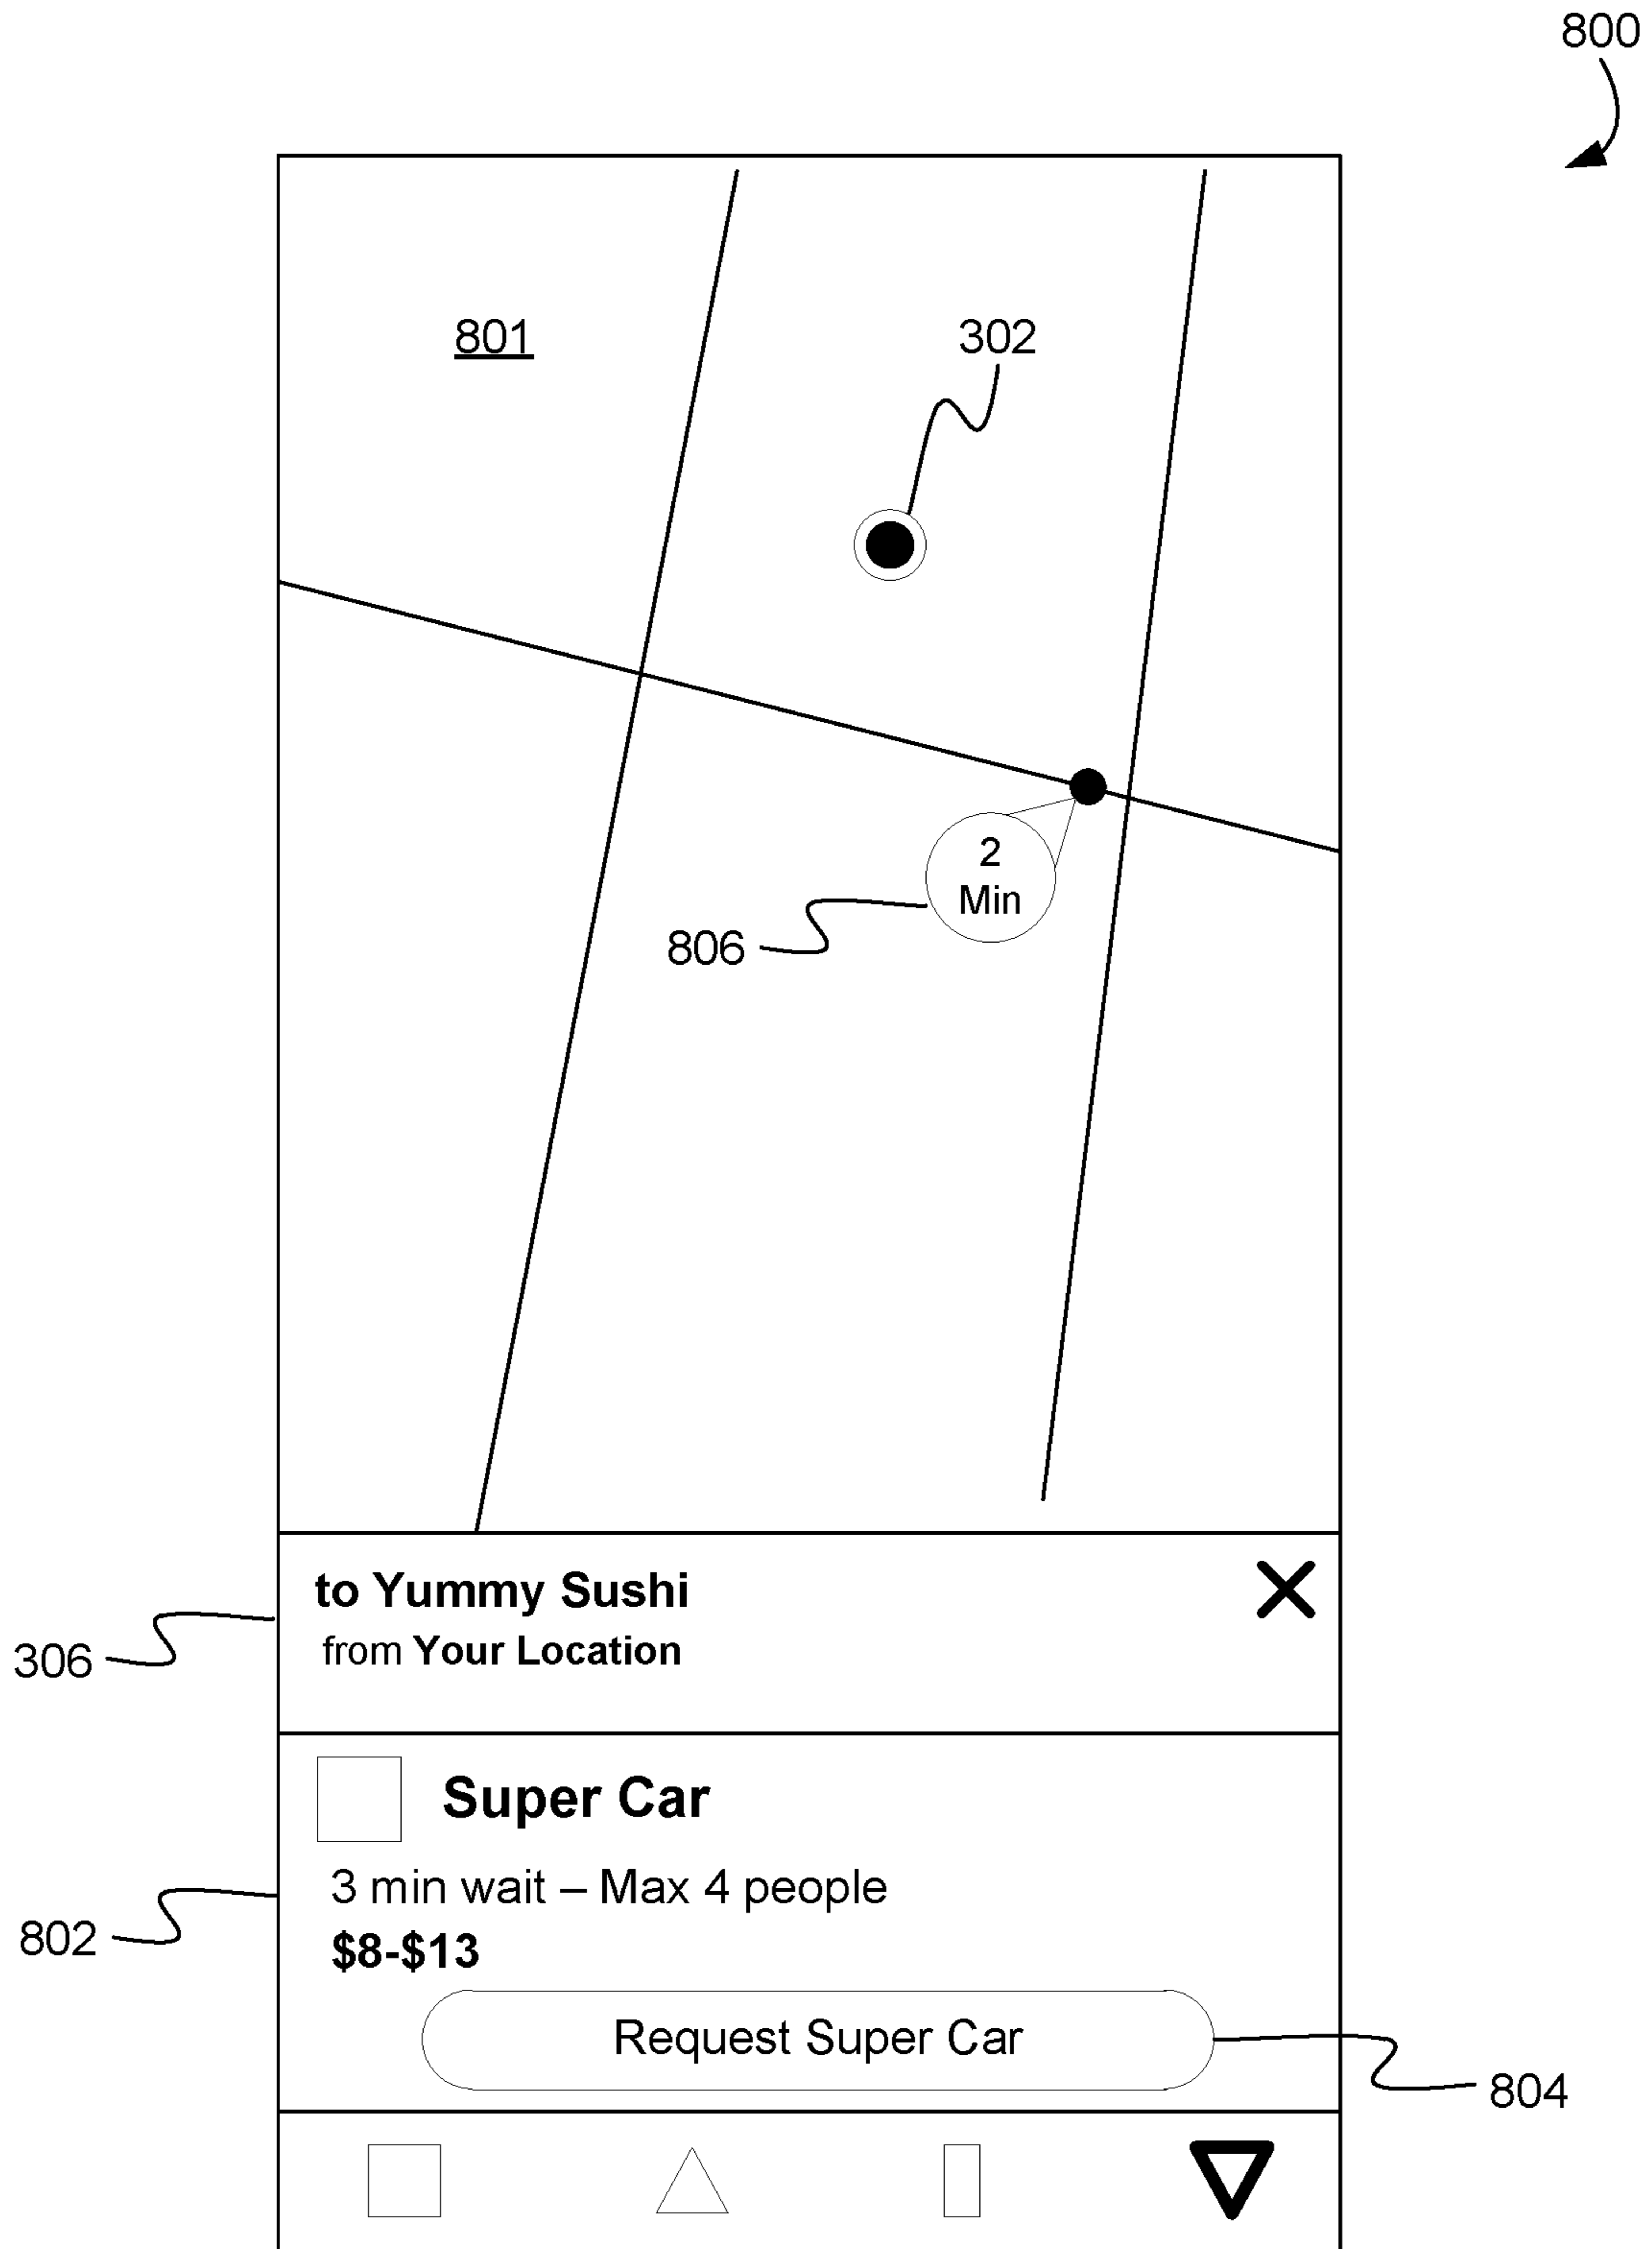 800
801
302
2
Min
806
to Yummy Sushi
from Your Location
306
Super Car
3 min wait – Max 4 people
802
$8-$13
Request Super Car
804